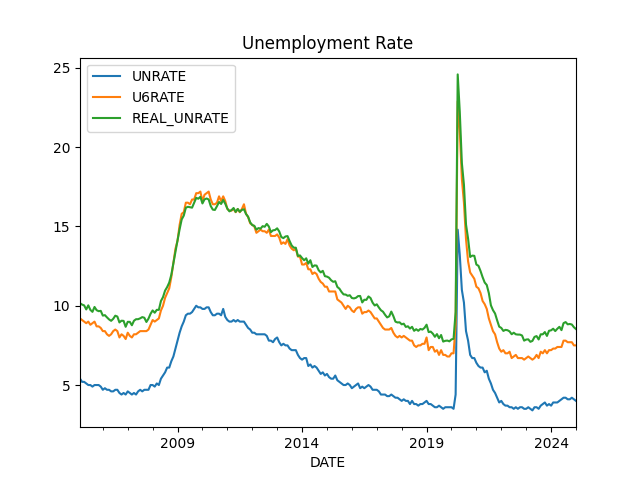 Unemployment Rate
UNRATE
U6RATE
REAL_UNRATE
25
20
15
10
5
2009 2014 2019 2024
DATE